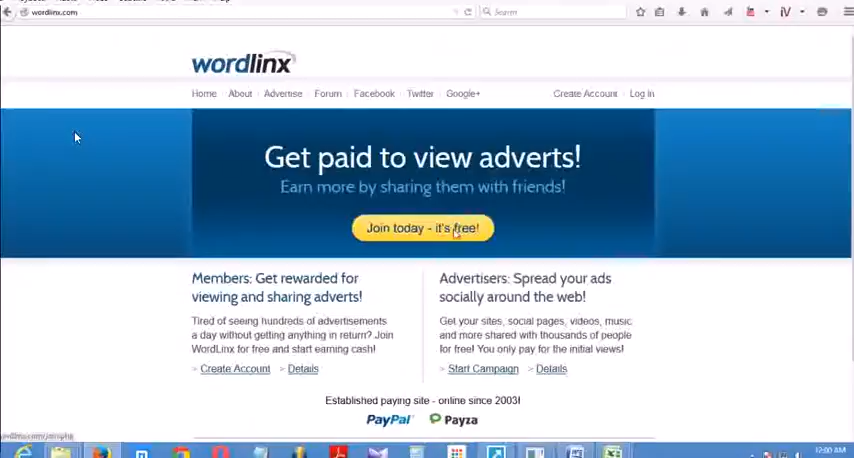 wordlinx.com
Search
wordlinx
Home About Advertise Forum Facebook Twitter Google+ Create Account Log in
Get paid to view adverts!
Earn more by sharing them with friends!
Join today - it's free!
Members: Get rewarded for
viewing and sharing adverts!
Tired of seeing hundreds of advertisements
a day without getting anything in return? Join
WordLinx for free and start earning cash!
> Create Account > Details
Advertisers: Spread your ads
socially around the web!
Get your sites, social pages, videos, music
and more shared with thousands of people
for free! You only pay for the initial views!
> Start Campaign > Details
Established paying site - online since 2003!
PayPal Payza
12:00 AM